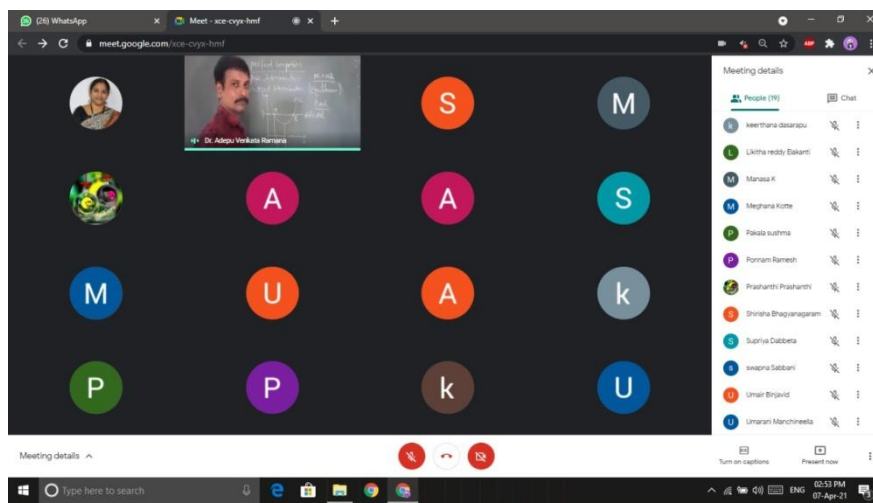 (26) WhatsApp
Meet - xce-cvyx-hmf
meet.google.com/xce-cvyx-hmf
ABP
Meeting details
People (19)
Chat
S
M
Dr. Adepu Venkata Ramana
k keerthana dasarapu
L Likitha reddy Elakanti
A
A
S
M Manasa K
M Meghana Kotte
P Pakala sushma
P Ponnam Ramesh
M
U
A
k
Prashanthi Prashanthi
S Shirisha Bhagyanagaram
S Supriya Dabbeta
P
P
k
U
s swapna Sabbani
U Umair Binjavid
U Umarani Manchineella
Meeting details
Turn on captions
Present now
Type here to search
ENG
02:53 PM
07-Apr-21